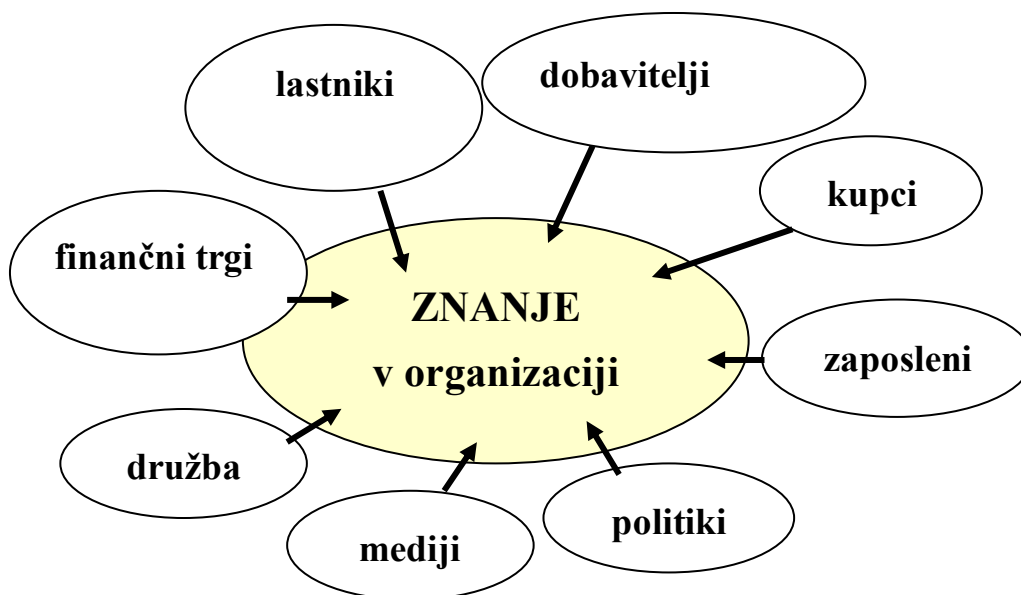 lastniki
dobavitelji
kupci
finančni trgi
ZNANJE
v organizaciji
zaposleni
družba
mediji
politiki